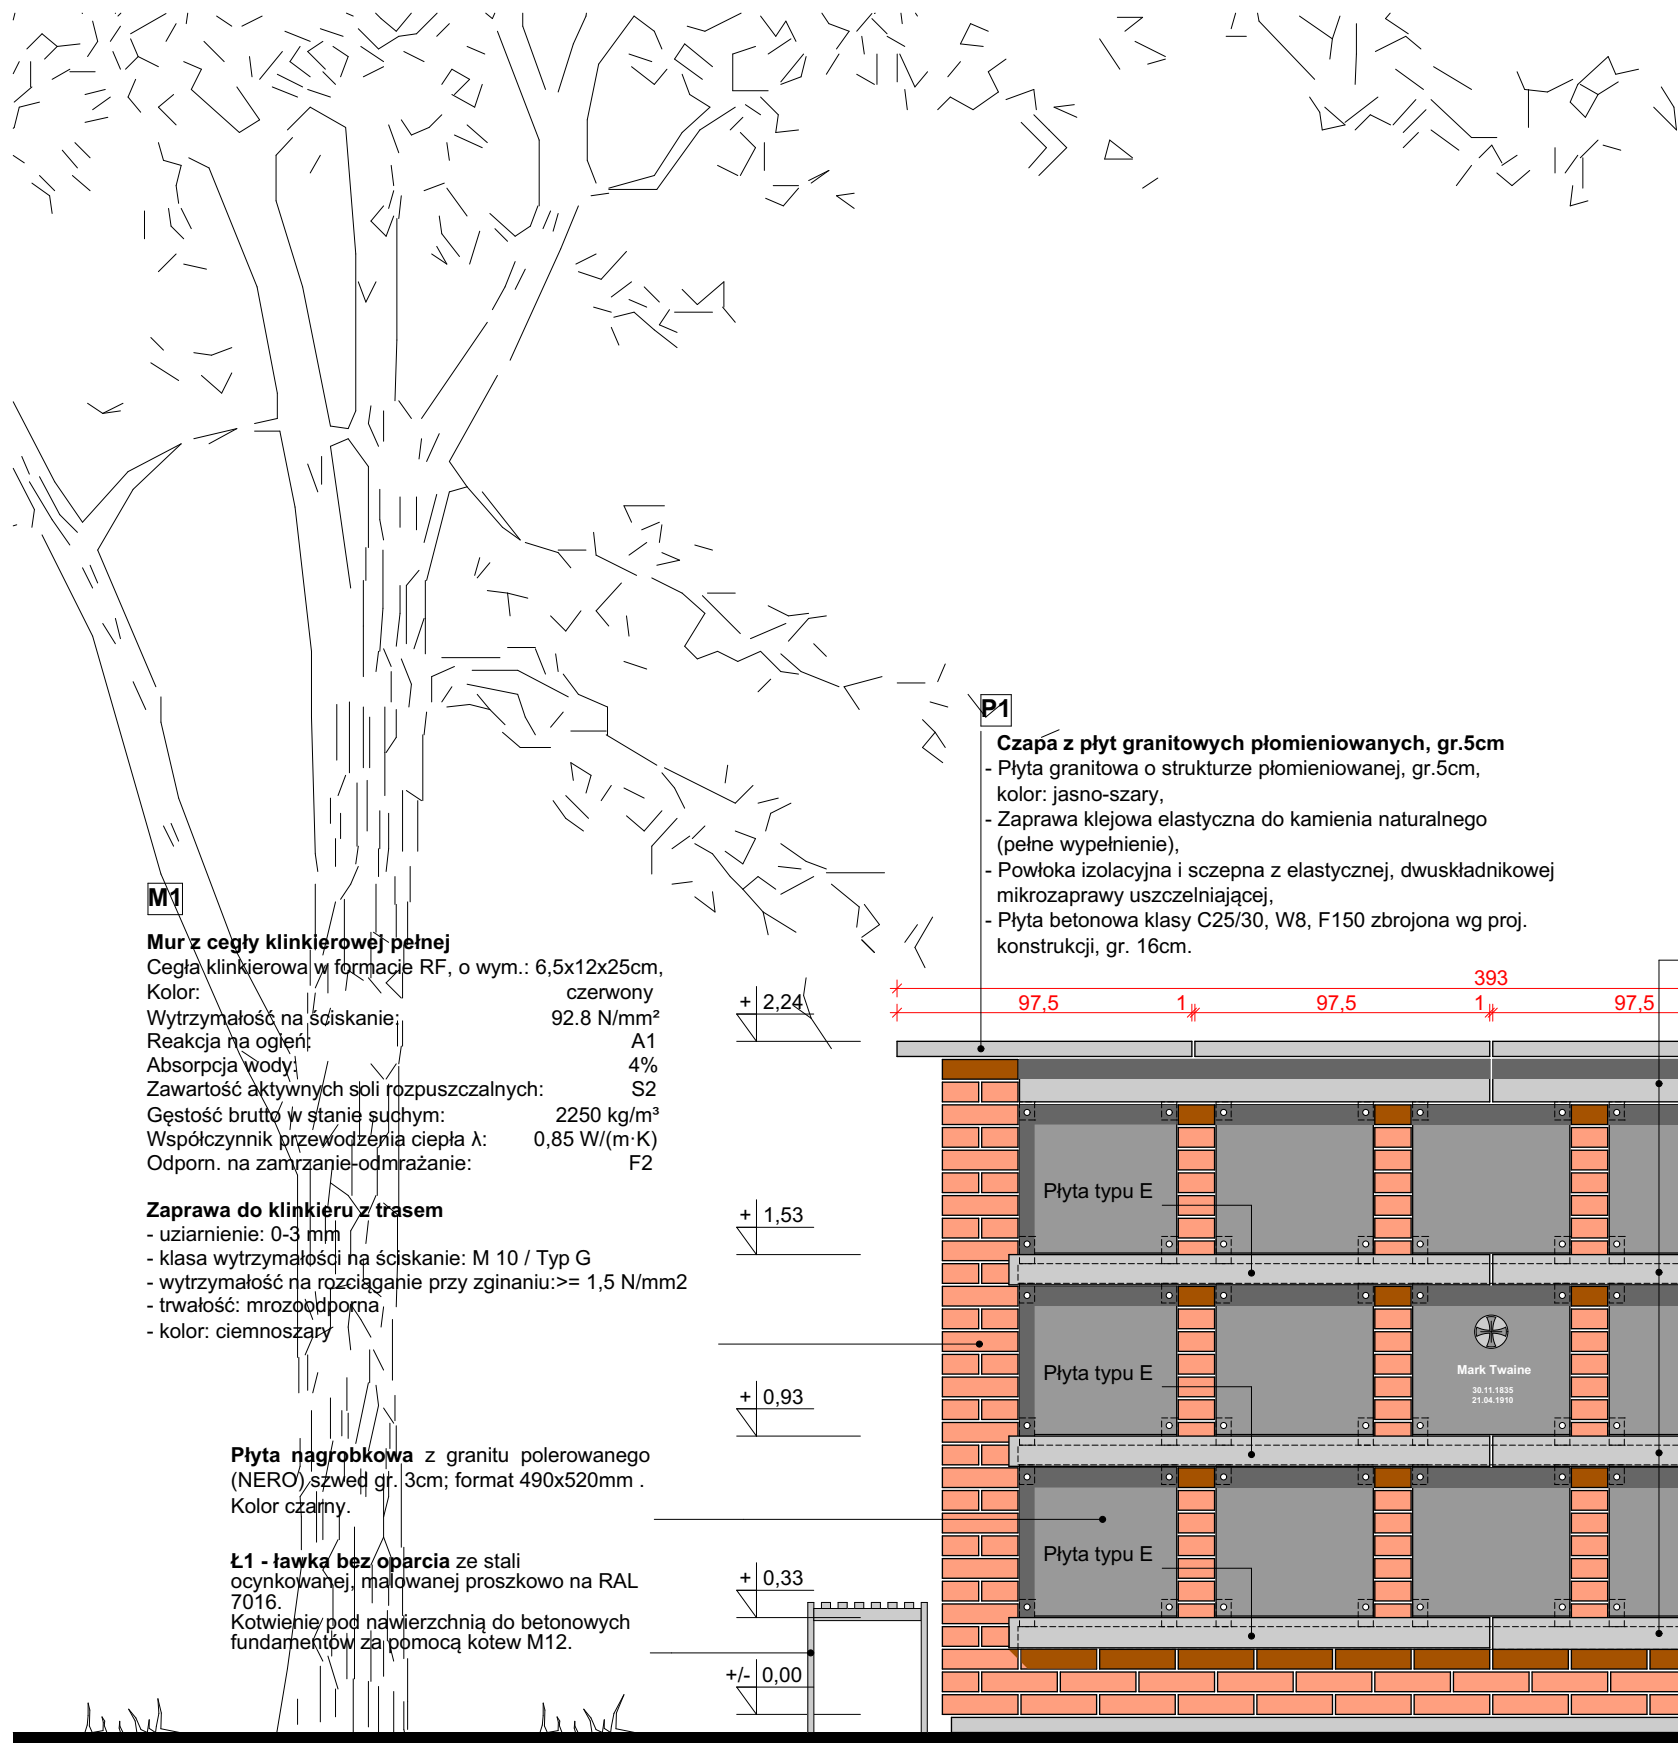 P1
Czapa z płyt granitowych płomieniowanych, gr.5cm
- Płyta granitowa o strukturze płomieniowanej, gr.5cm,
kolor: jasno-szary,
- Zaprawa klejowa elastyczna do kamienia naturalnego
(pełne wypełnienie),
- Powłoka izolacyjna i sczepna z elastycznej, dwuskładnikowej
mikrozaprawy uszczelniającej,
- Płyta betonowa klasy C25/30, W8, F150 zbrojona wg proj.
konstrukcji, gr. 16cm.
M1
Mur z cegły klinkierowej pełnej
Cegła klinkierowa w formacie RF, o wym.: 6,5x12x25cm,
Kolor: czerwony
Wytrzymałość na ściskanie: 92.8 N/mm²
Reakcja na ogień: A1
Absorpcja wody: 4%
Zawartość aktywnych soli rozpuszczalnych: S2
Gęstość brutto w stanie suchym: 2250 kg/m³
Współczynnik przewodzenia ciepła λ: 0,85 W/(m·K)
Odporn. na zamrzanie-odmrażanie: F2
Zaprawa do klinkieru z trasem
- uziarnienie: 0-3 mm
- klasa wytrzymałości na ściskanie: M 10 / Typ G
- wytrzymałość na rozciąganie przy zginaniu:>= 1,5 N/mm2
- trwałość: mrozoodporna
- kolor: ciemnoszary
Płyta nagrobkowa z granitu polerowanego
(NERO) szwed gr. 3cm; format 490x520mm .
Kolor czarny.
Ł1 - ławka bez oparcia ze stali
ocynkowanej, malowanej proszkowo na RAL
7016.
Kotwienie pod nawierzchnią do betonowych
fundamentów za pomocą kotew M12.
+ 2,24
+ 1,53
+ 0,93
+ 0,33
+/- 0,00
393
97,5 1 97,5 1 97,5
Płyta typu E
Płyta typu E
Mark Twaine
30.11.1835
21.04.1910
Płyta typu E